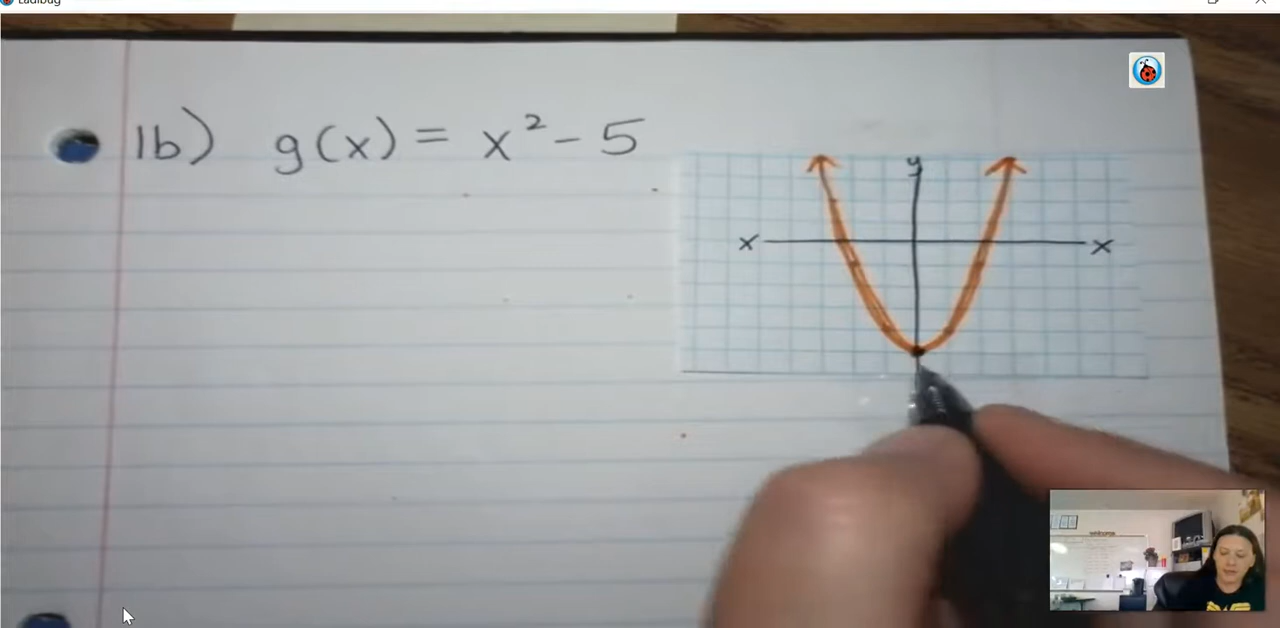 Ladibug
1b) g(x) = x² - 5
y
x x